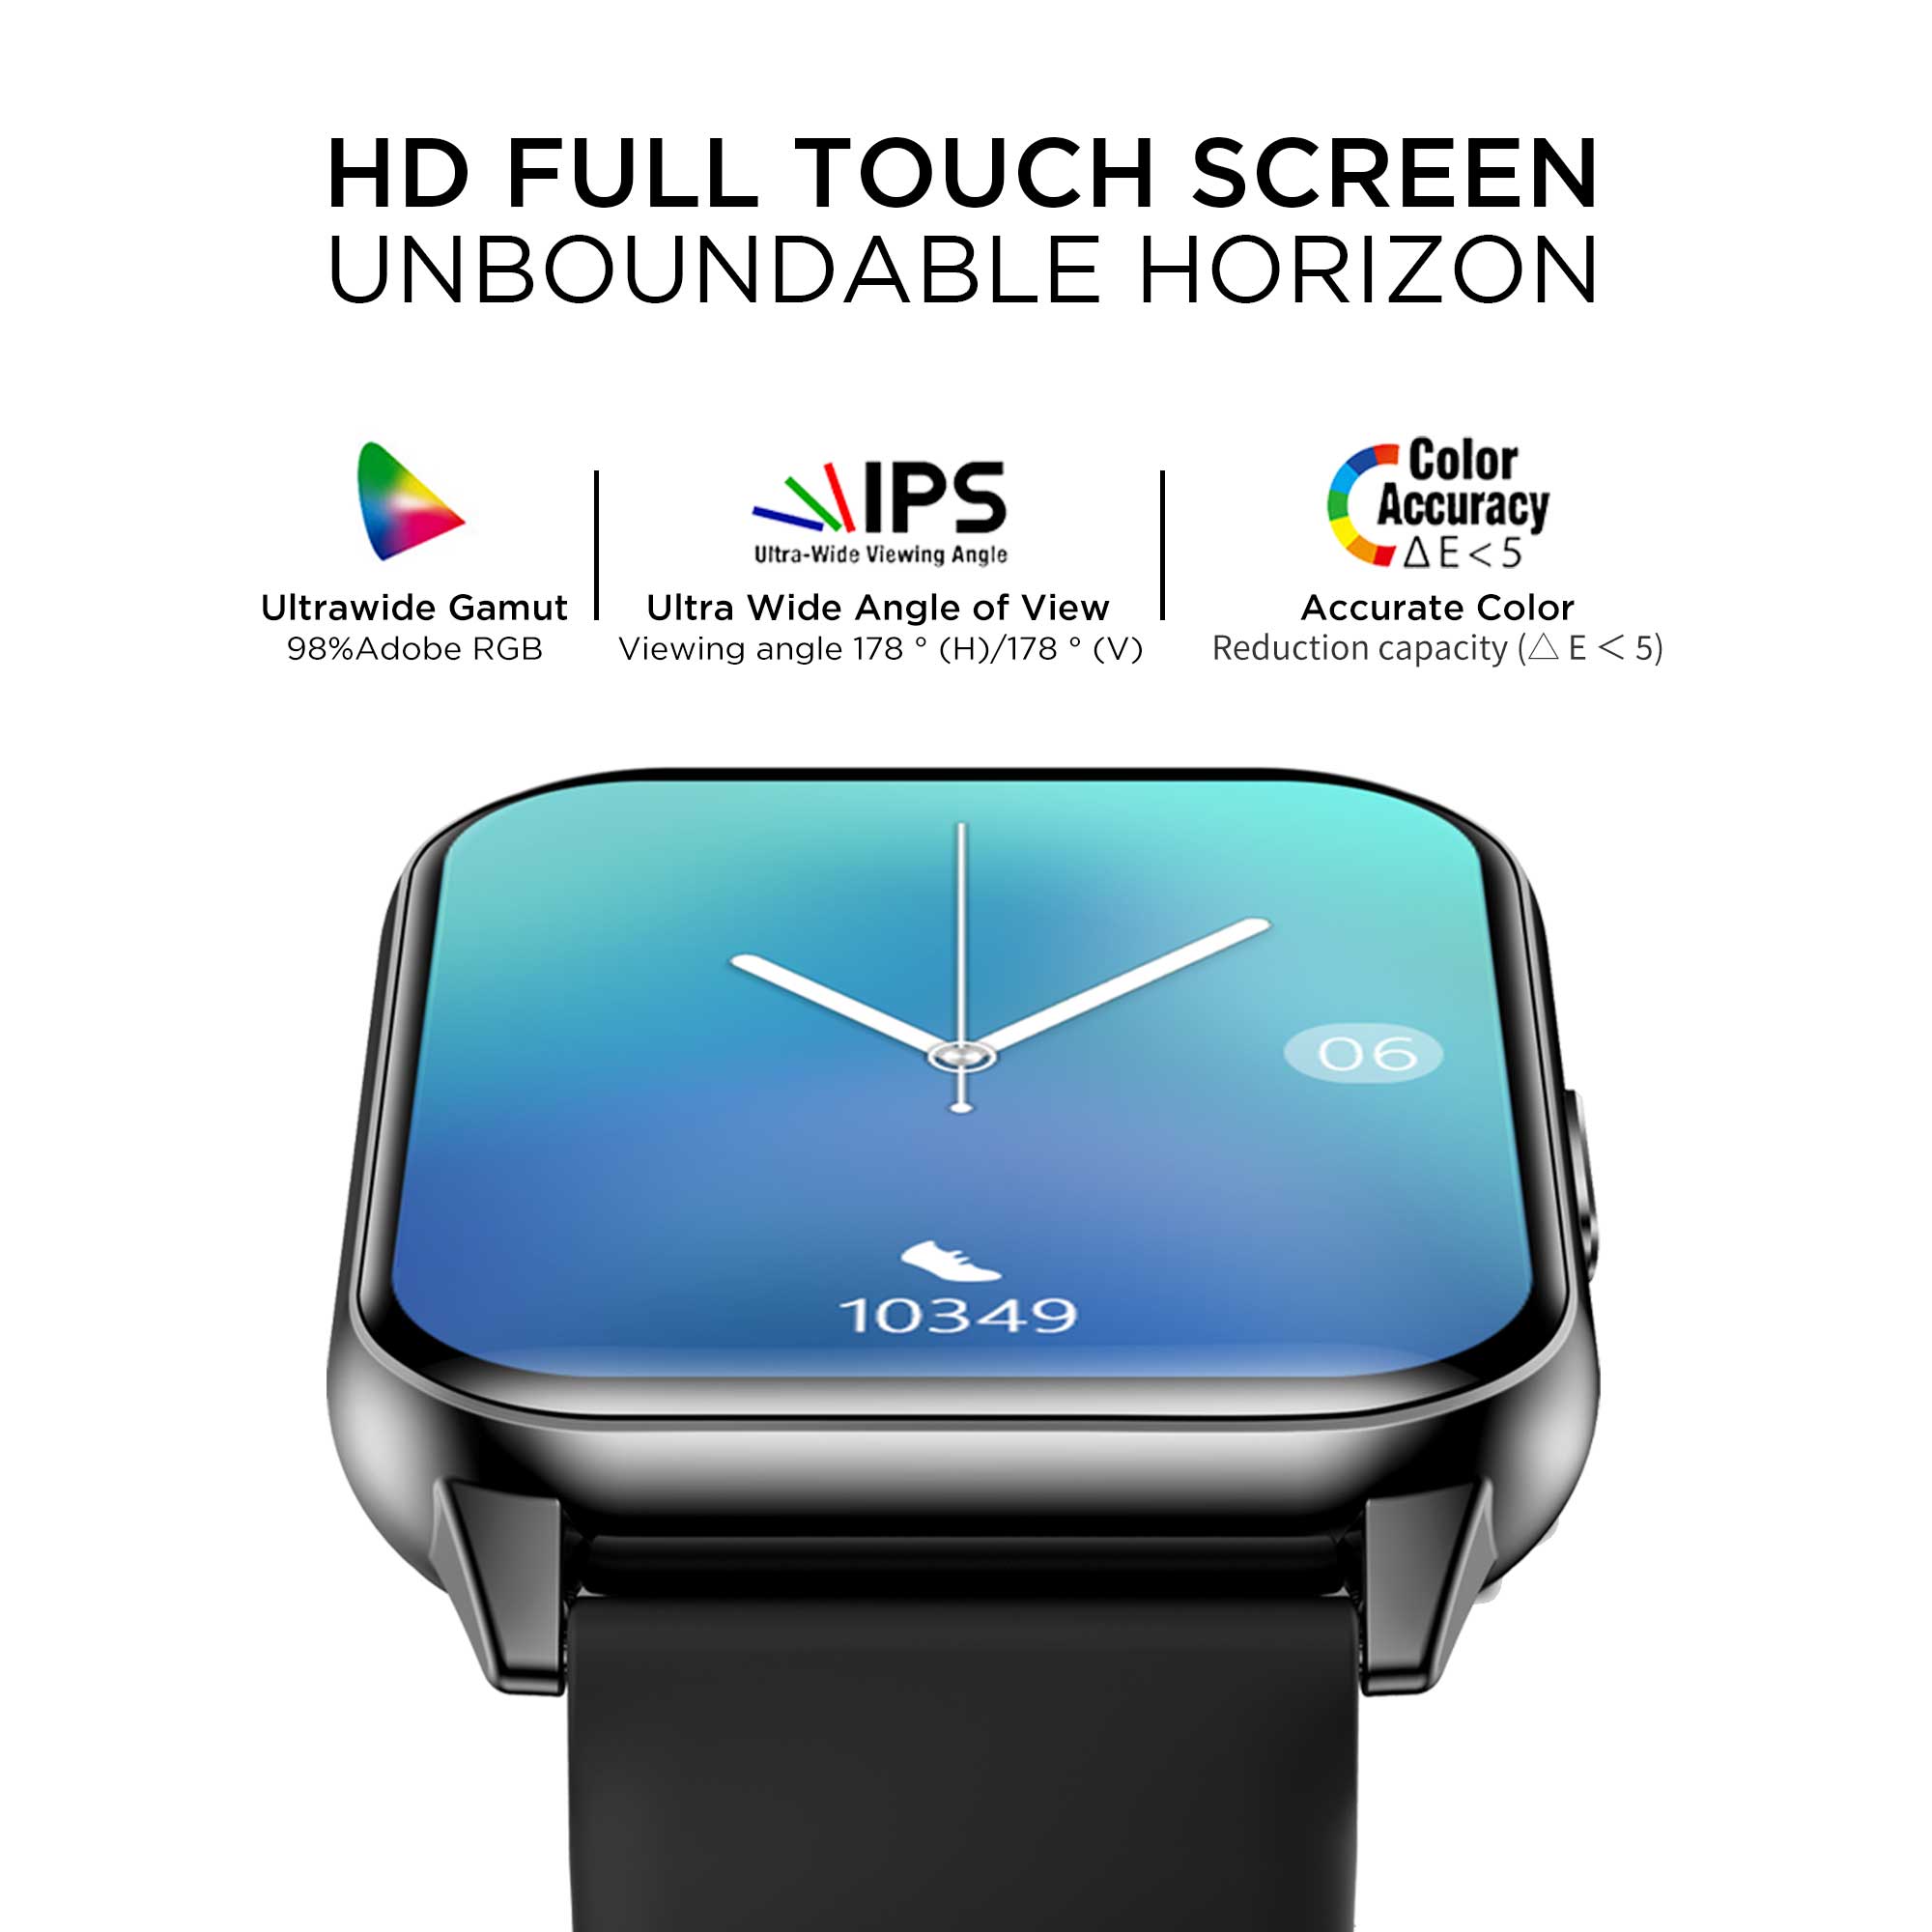 HD FULL TOUCH SCREEN
UNBOUNDABLE HORIZON
Ultrawide Gamut
98%Adobe RGB
IPS
Ultra-Wide Viewing Angle
Ultra Wide Angle of View
Viewing angle 178 ° (H)/178 ° (V)
Color
Accuracy
Δ E < 5
Accurate Color
Reduction capacity (△ E < 5)
06
10349